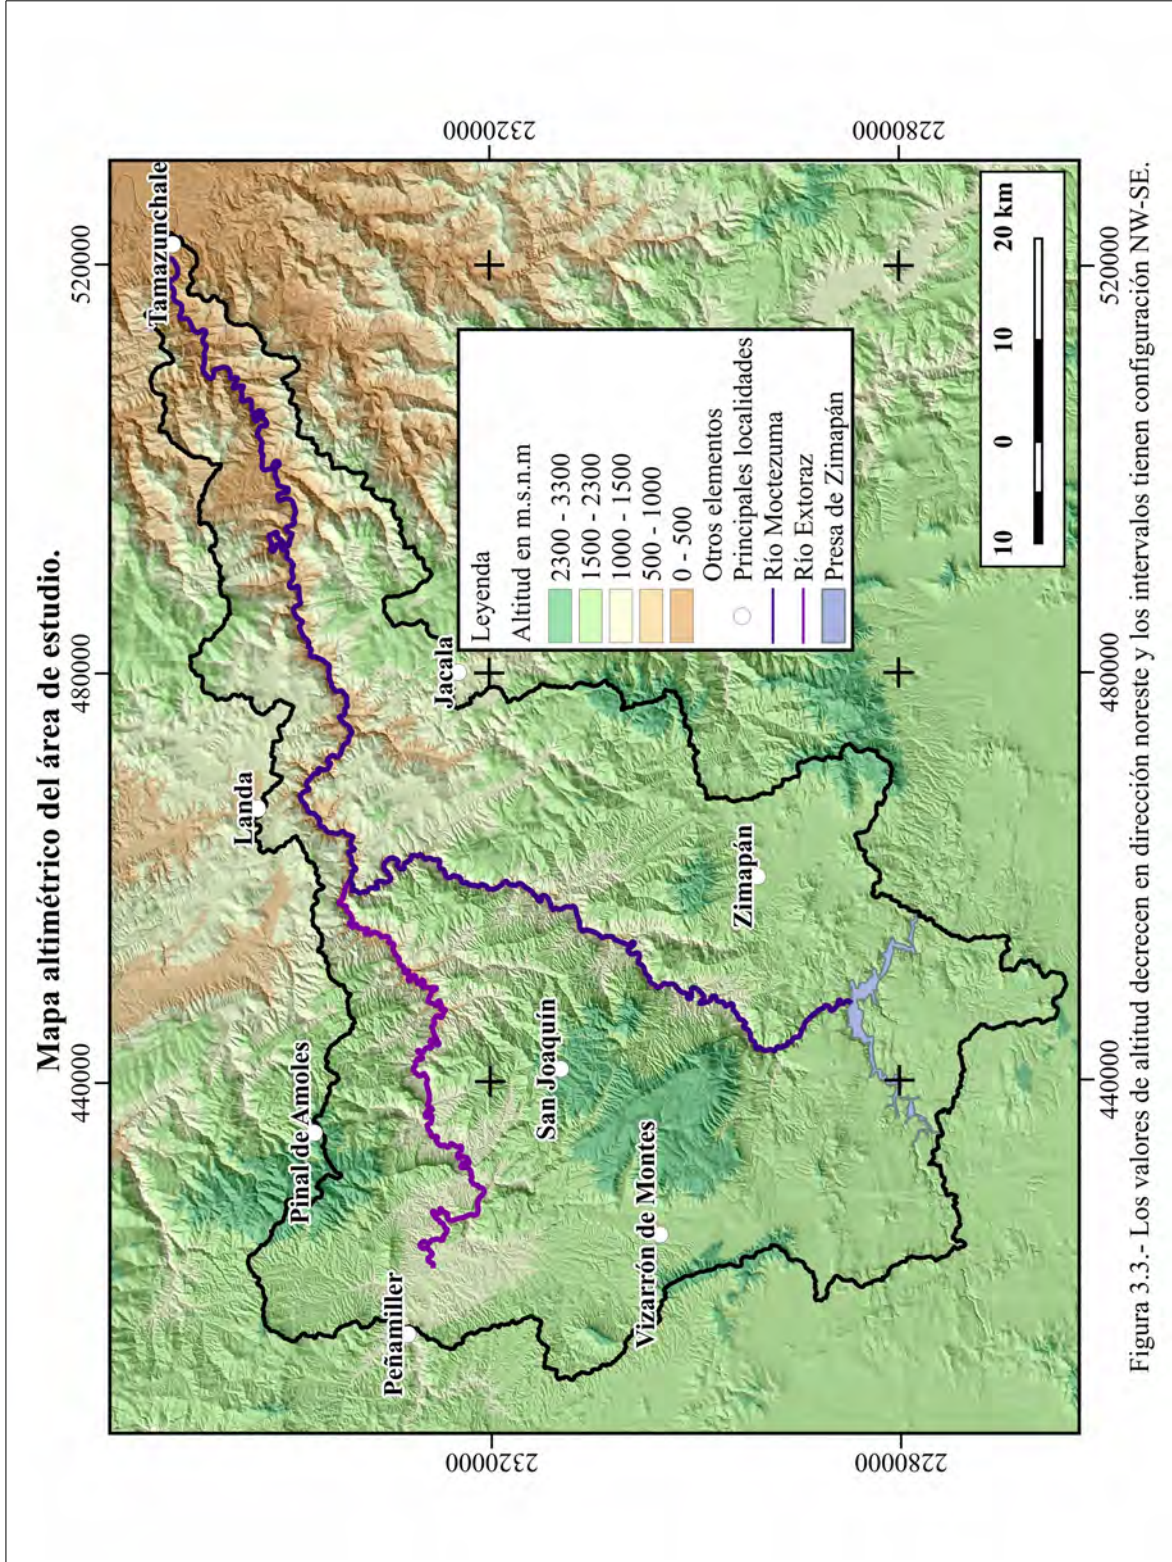 Mapa altimétrico del área de estudio.
440000
480000
520000
2320000
2320000
2280000
2280000
440000
480000
520000
Tamazunchale
Landa
Pinal de Amoles
Jacala
Peñamiller
San Joaquín
Zimapán
Vizarrón de Montes
Leyenda
Altitud en m.s.n.m
2300 - 3300
1500 - 2300
1000 - 1500
500 - 1000
0 - 500
Otros elementos
Principales localidades
Río Moctezuma
Río Extoraz
Presa de Zimapán
10 0 10 20 km
Figura 3.3.- Los valores de altitud decrecen en dirección noreste y los intervalos tienen configuración NW-SE.